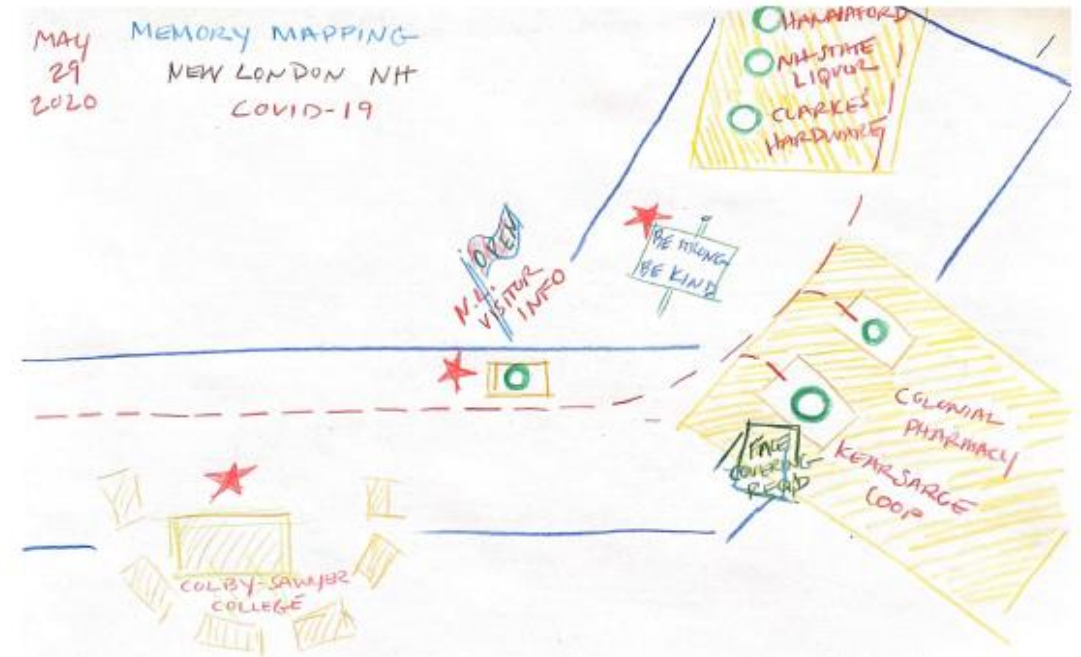 MAY
29
2020
MEMORY MAPPING
NEW LONDON NH
COVID-19
HANNAFORD
NH STATE
LIQUOR
CLARKES'
HARDWARE
OPEN
N.L.
VISITOR
INFO
BE STRONG
BE KIND
COLONIAL
PHARMACY
KEARSARGE
COOP
FACE
COVERING
REQ'D
COLBY-SAWYER
COLLEGE